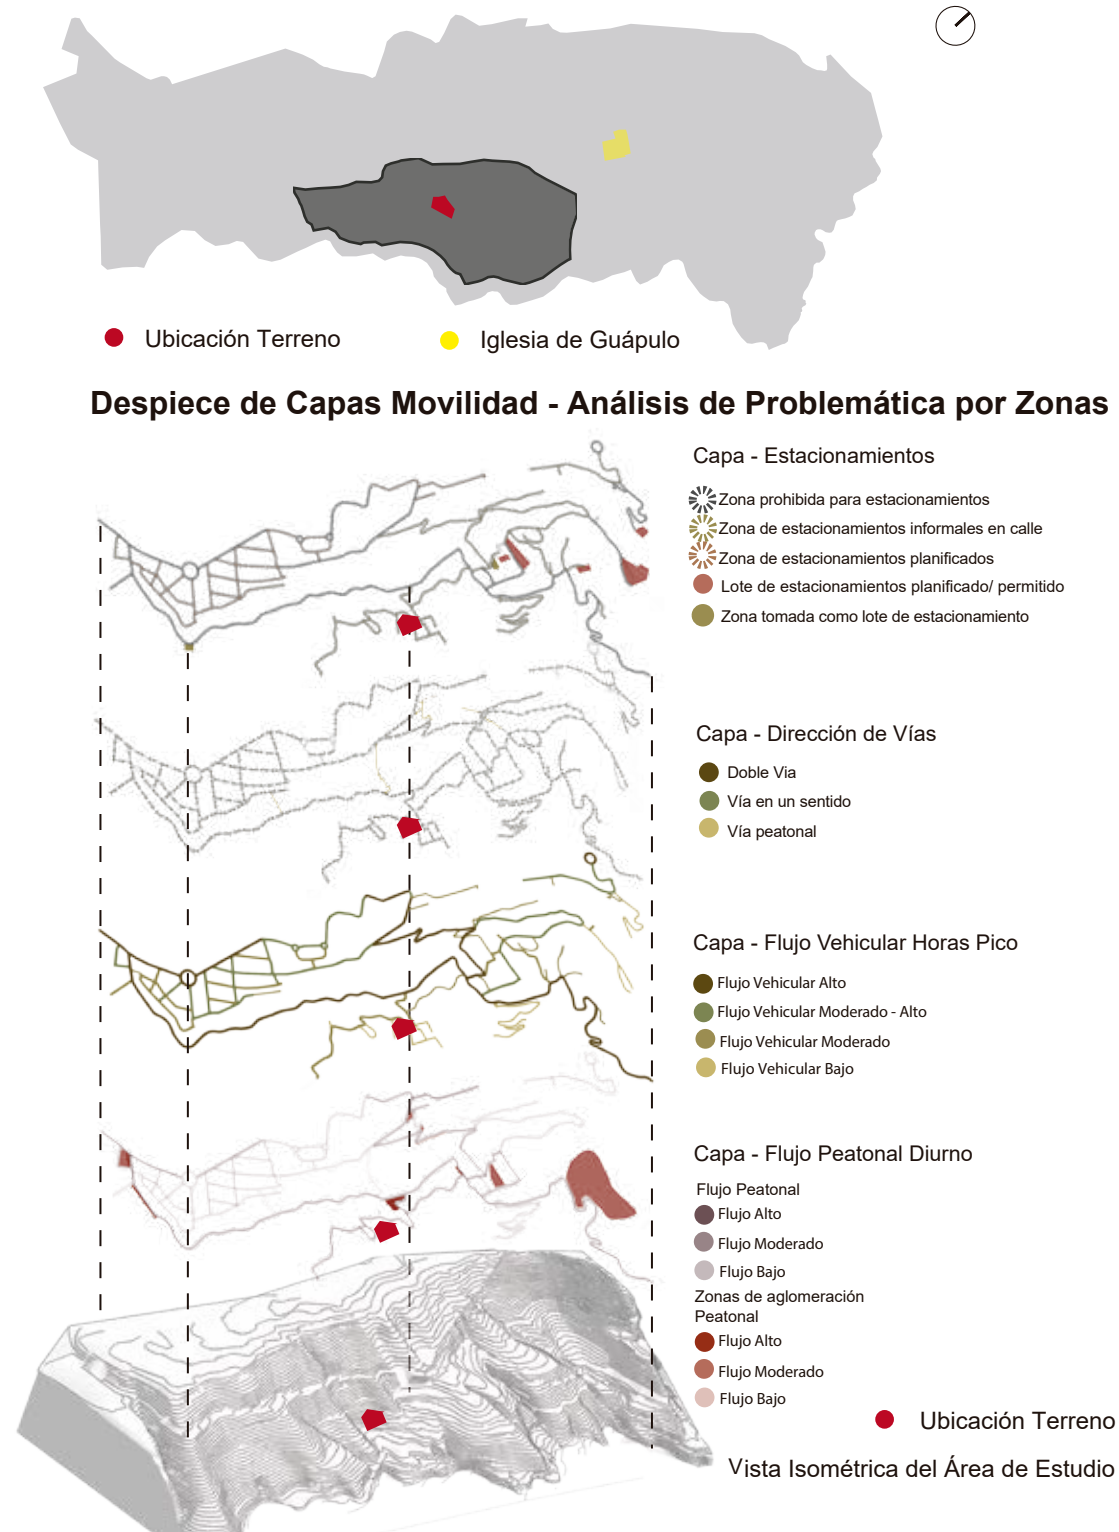 Ubicación Terreno
Iglesia de Guápulo
Despiece de Capas Movilidad - Análisis de Problemática por Zonas
Capa - Estacionamientos
Zona prohibida para estacionamientos
Zona de estacionamientos informales en calle
Zona de estacionamientos planificados
Lote de estacionamientos planificado/ permitido
Zona tomada como lote de estacionamiento
Capa - Dirección de Vías
Doble Via
Vía en un sentido
Vía peatonal
Capa - Flujo Vehicular Horas Pico
Flujo Vehicular Alto
Flujo Vehicular Moderado - Alto
Flujo Vehicular Moderado
Flujo Vehicular Bajo
Capa - Flujo Peatonal Diurno
Flujo Peatonal
Flujo Alto
Flujo Moderado
Flujo Bajo
Zonas de aglomeración
Peatonal
Flujo Alto
Flujo Moderado
Flujo Bajo
Ubicación Terreno
Vista Isométrica del Área de Estudio